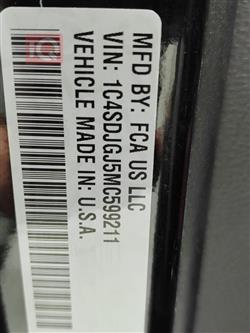 MFD BY: FCA US LLC
VIN: 1C4SDJGJ5MC599211
VEHICLE MADE IN: U.S.A.